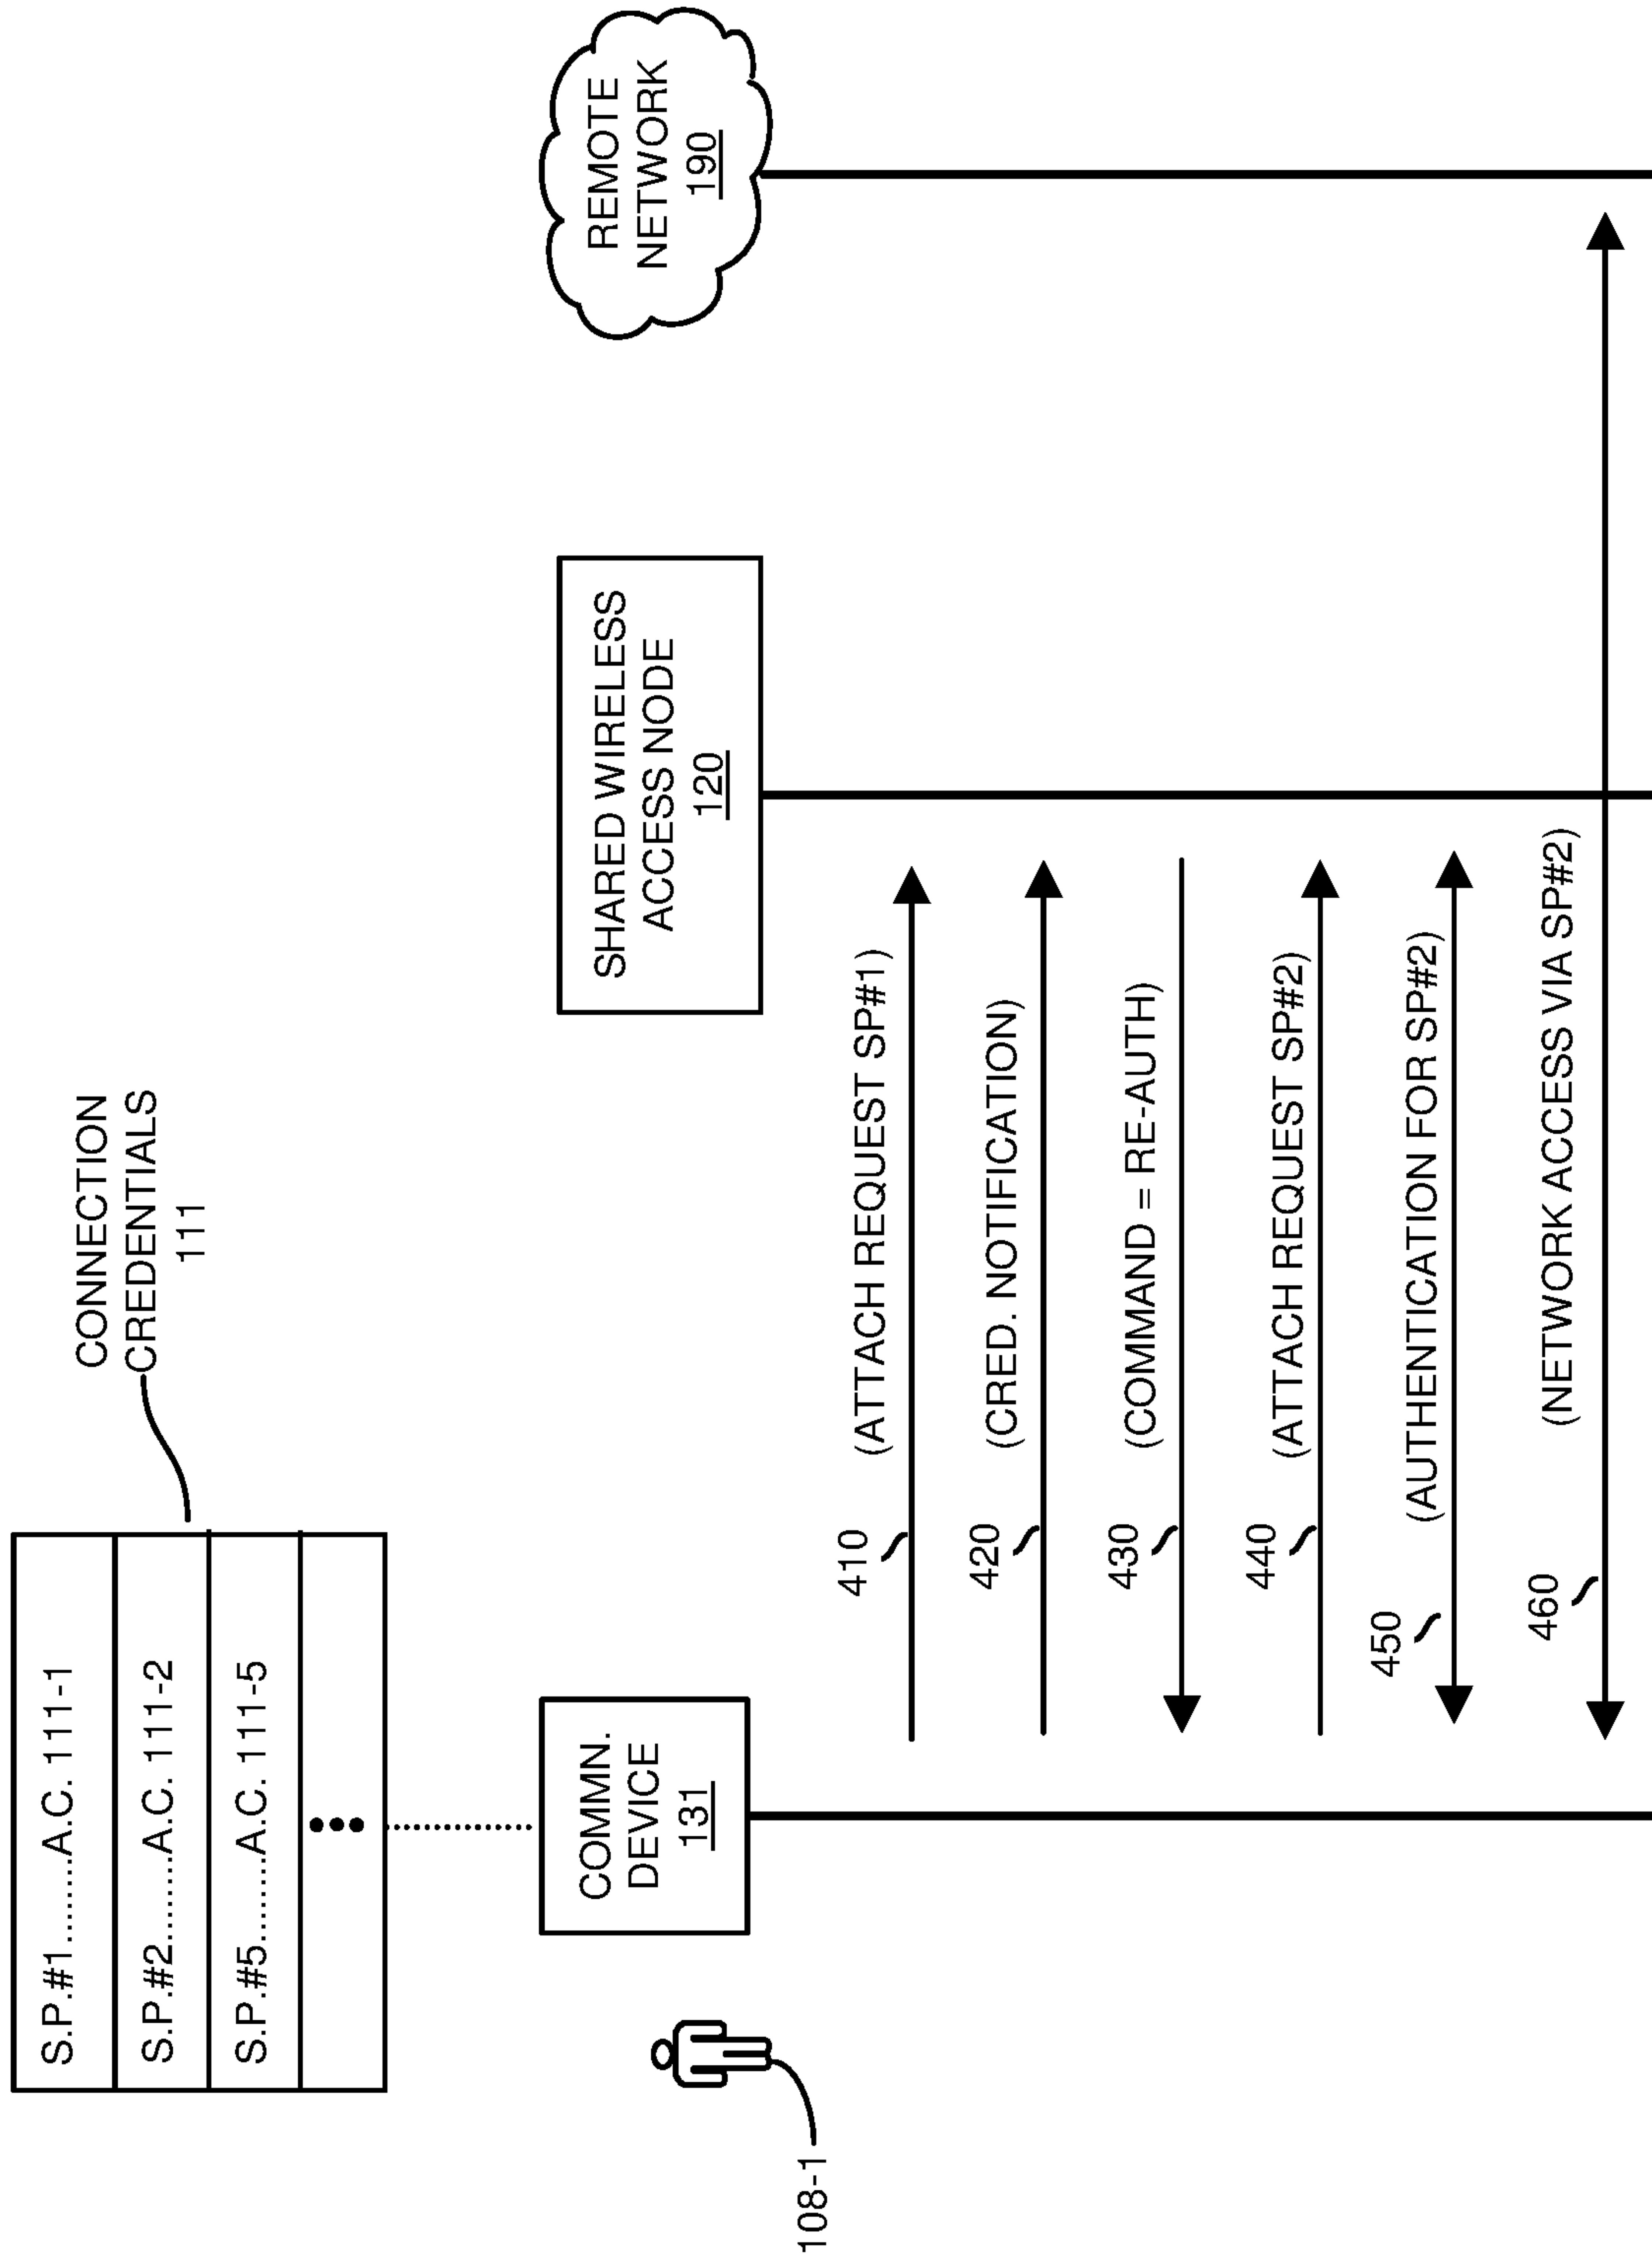 CONNECTION
CREDENTIALS
111
S.P.#1........A.C. 111-1
S.P.#2.........A.C. 111-2
S.P.#5.........A.C. 111-5
108-1
COMMN.
DEVICE
131
SHARED WIRELESS
ACCESS NODE
120
REMOTE
NETWORK
190
410 (ATTACH REQUEST SP#1)
420 (CRED. NOTIFICATION)
430 (COMMAND = RE-AUTH)
440 (ATTACH REQUEST SP#2)
450 (AUTHENTICATION FOR SP#2)
460 (NETWORK ACCESS VIA SP#2)